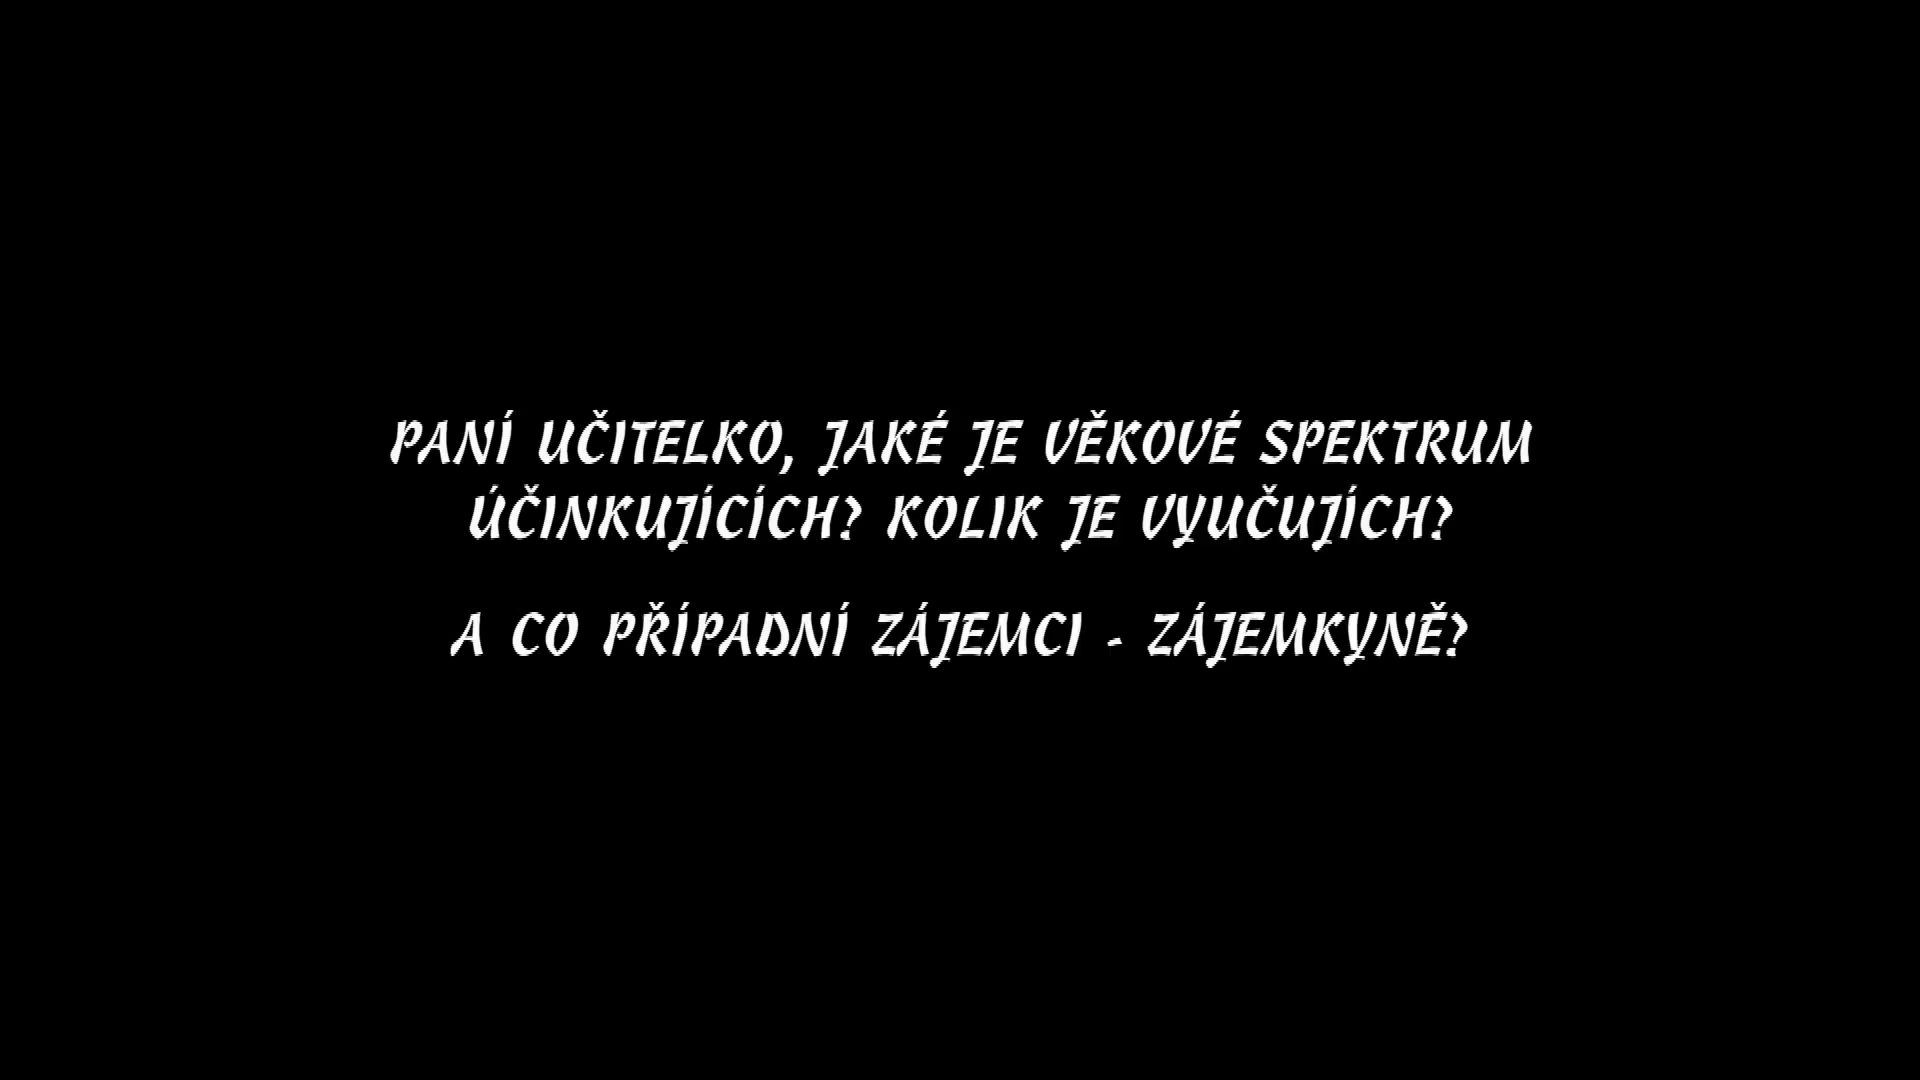 PANÍ UČITELKO, JAKÉ JE VĚKOVÉ SPEKTRUM
ÚČINKUJÍCÍCH? KOLIK JE VYUČUJÍCH?
A CO PŘÍPADNÍ ZÁJEMCI - ZÁJEMKYNĚ?